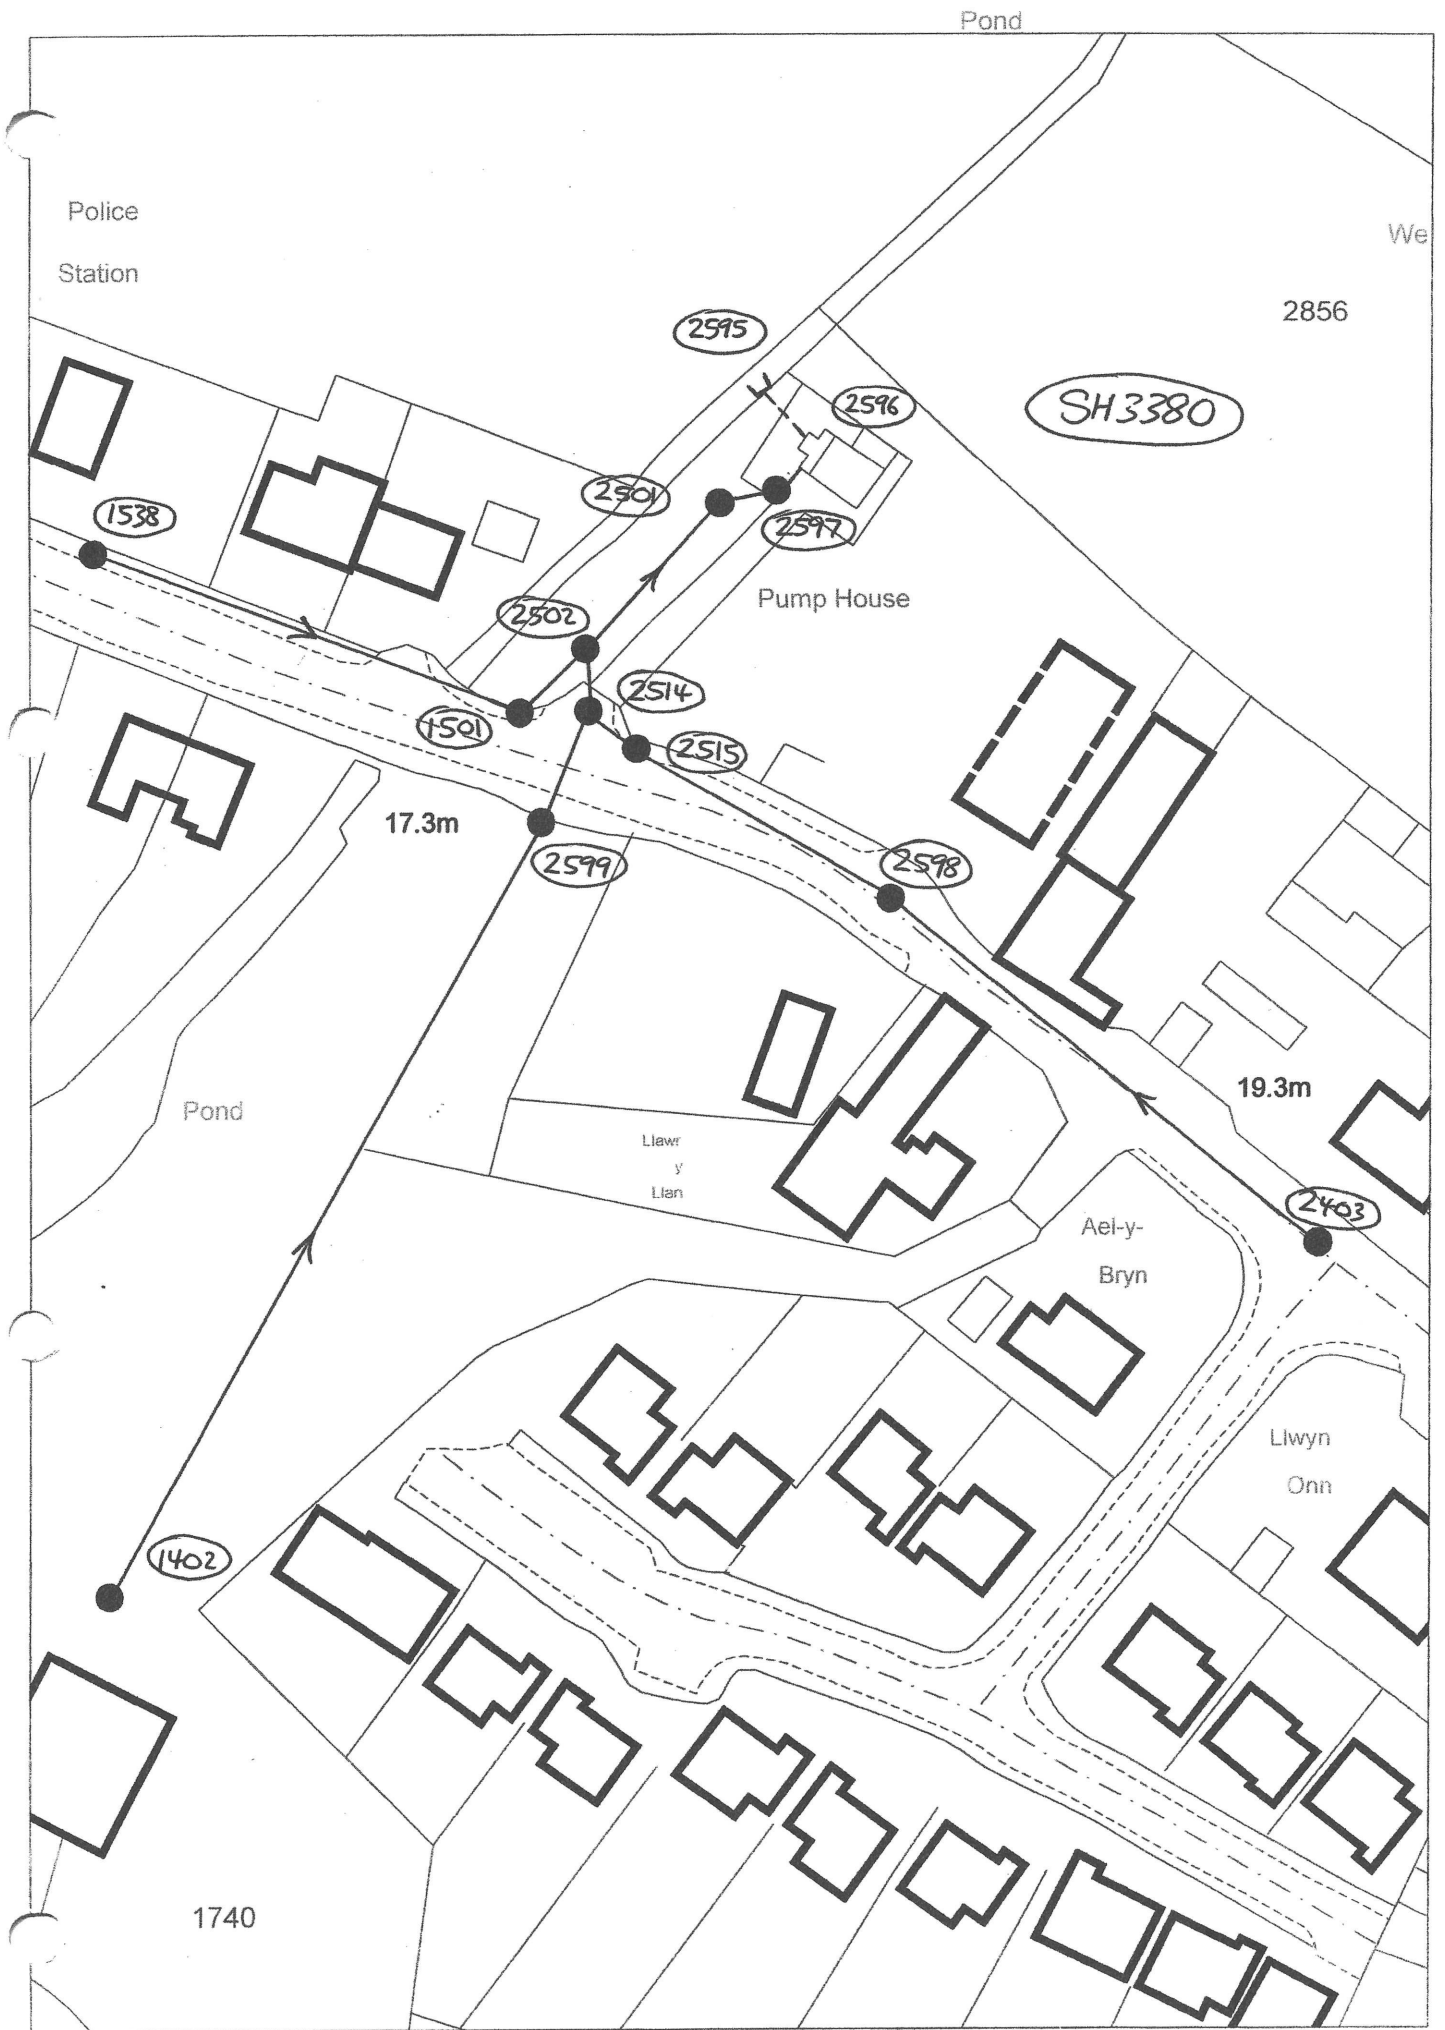 Pond
Police
Station
We
2856
2595
SH3380
2596
2501
1538
2597
Pump House
2502
2514
1501
2515
17.3m
2599
2598
19.3m
Pond
Llawr
y
Llan
2403
Ael-y-
Bryn
Llwyn
Onn
1402
1740